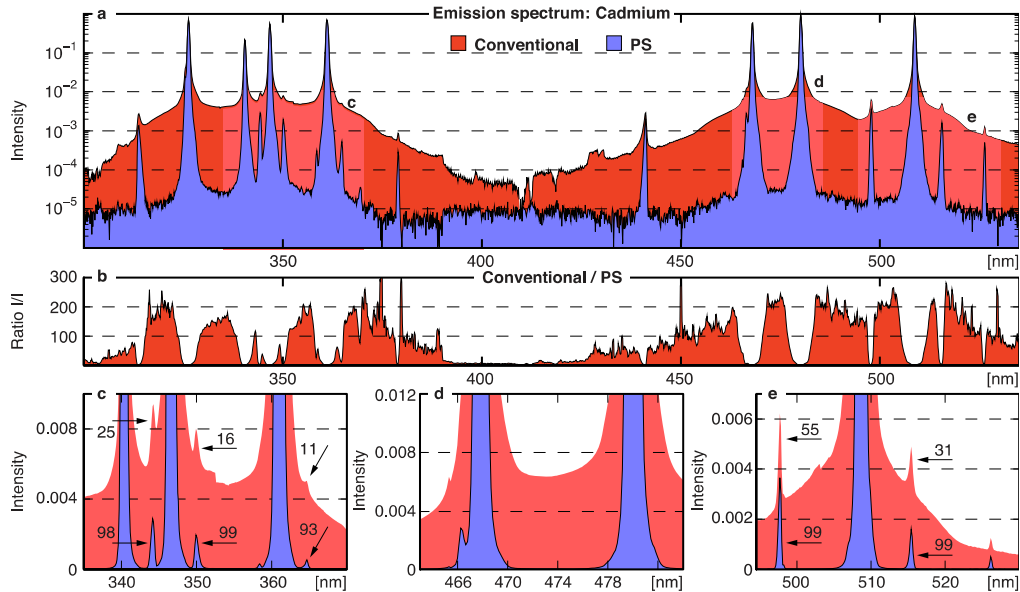 a Emission spectrum: Cadmium
Conventional PS
Intensity
10⁻¹
10⁻²
10⁻³
10⁻⁴
10⁻⁵
c
d
e
350 400 450 500 [nm]
b Conventional / PS
Ratio I/I
300
200
100
350 400 450 500 [nm]
c
Intensity
0.008
0.004
0
25
16
11
98
99
93
340 350 360 [nm]
d
Intensity
0.012
0.008
0.004
0
466 470 474 478 [nm]
e
Intensity
0.006
0.004
0.002
0
55
31
99
99
500 510 520 [nm]